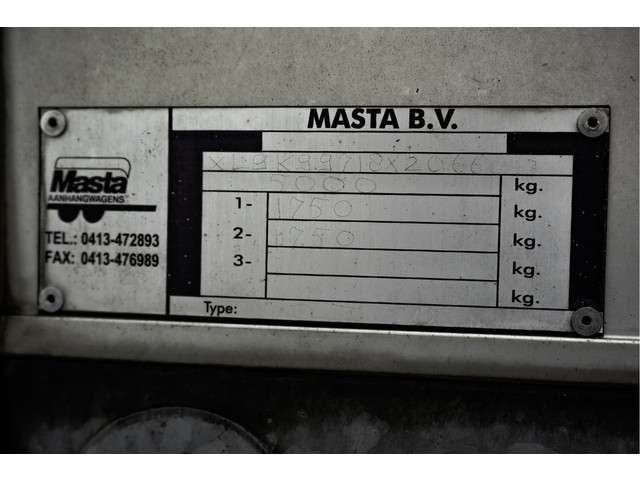 MASTA B.V.
Masta
AANHANGWAGENS
TEL.: 0413-472893
FAX: 0413-476989
kg.
1- 1750 kg.
2- 1750 kg.
3- kg.
kg.
Type: